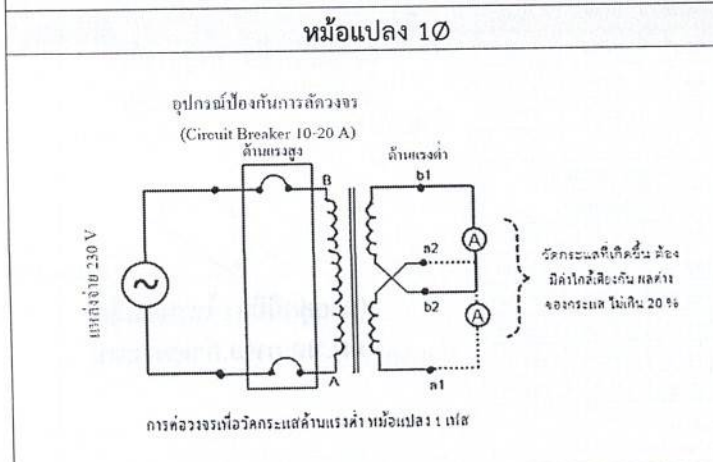 หม้อแปลง 1Ø
อุปกรณ์ป้องกันการลัดวงจร
(Circuit Breaker 10-20 A)
ด้านแรงสูง
ด้านแรงต่ำ
B
b1
A
a2
b2
A
A
a1
แหล่งจ่าย 230 V
วัดกระแสที่เกิดขึ้น ต้อง
มีค่าใกล้เคียงกัน ผลต่าง
ของกระแส ไม่เกิน 20 %
การต่อวงจรเพื่อวัดกระแสด้านแรงต่ำ หม้อแปลง 1 เฟส